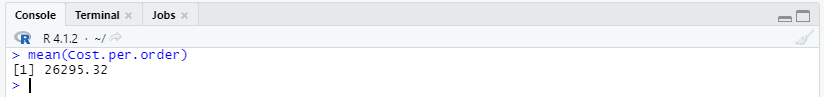 Console Terminal × Jobs ×
R R 4.1.2 · ~/
> mean(Cost.per.order)
[1] 26295.32
>